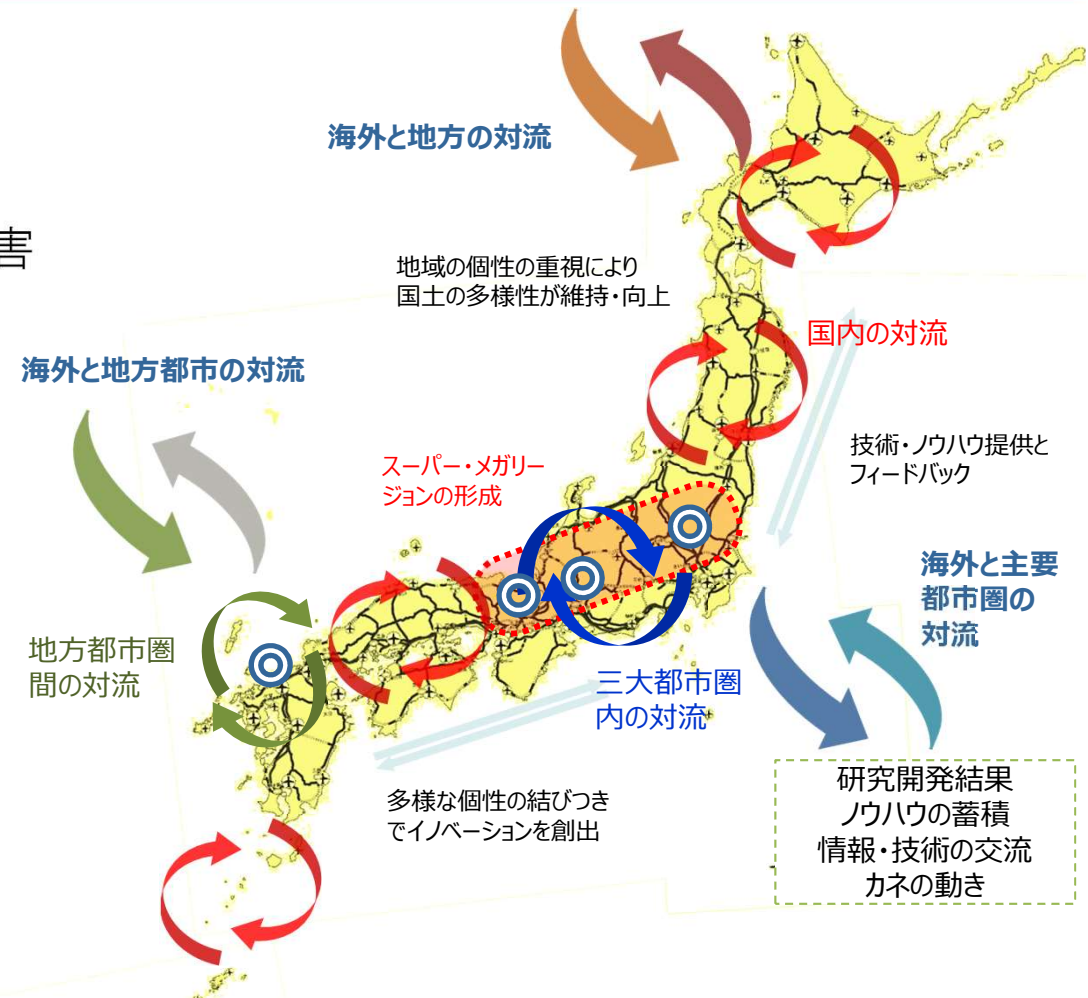 海外と地方の対流
害
地域の個性の重視により
国土の多様性が維持・向上
国内の対流
海外と地方都市の対流
スーパー・メガリー
ジョンの形成
技術・ノウハウ提供と
フィードバック
海外と主要
都市圏の
対流
地方都市圏
間の対流
三大都市圏
内の対流
多様な個性の結びつき
でイノベーションを創出
研究開発結果
ノウハウの蓄積
情報・技術の交流
カネの動き